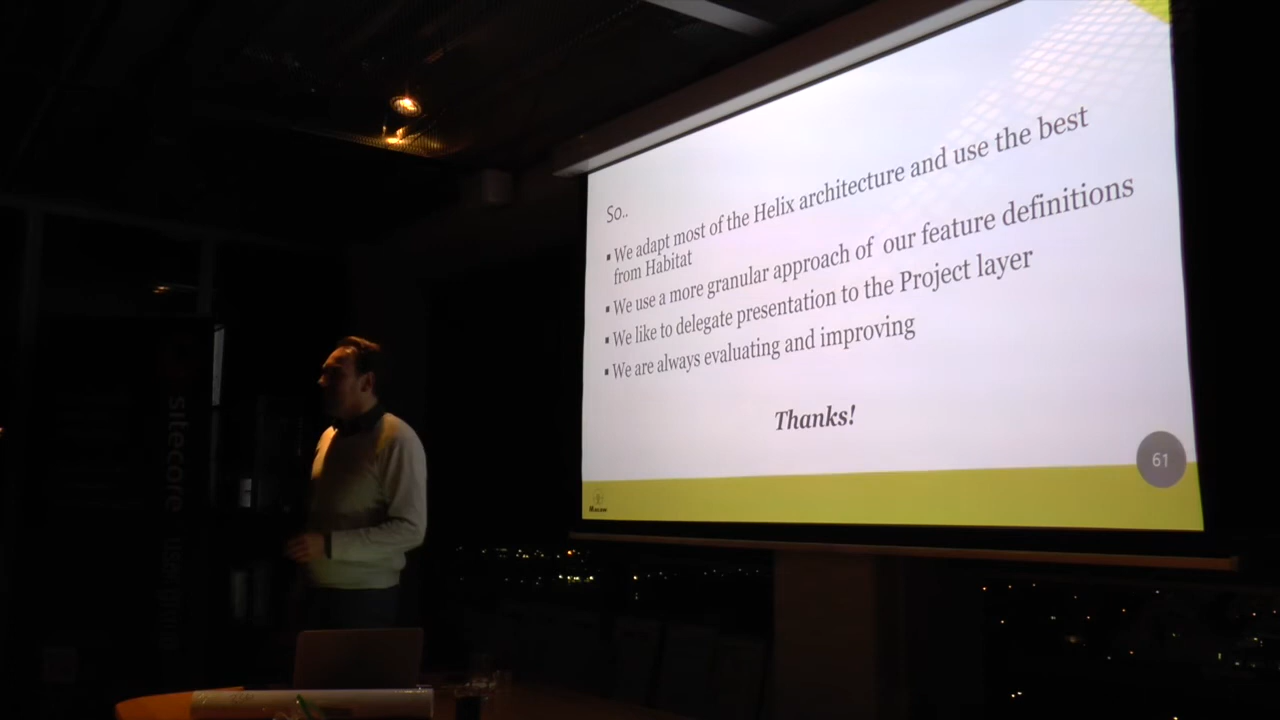 So..
▪ We adapt most of the Helix architecture and use the best
from Habitat
▪ We use a more granular approach of our feature definitions
▪ We like to delegate presentation to the Project layer
▪ We are always evaluating and improving
Thanks!
61
sitecore